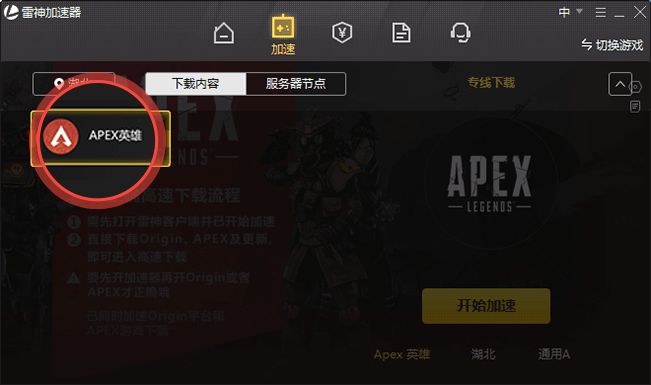 雷神加速器
中
加速
切换游戏
湖北
下载内容
服务器节点
专线下载
APEX英雄
高速下载流程
1 需先打开雷神客户端并已开始加速
2 直接下载Origin、APEX及更新,
即可进入高速下载
要先开加速器再开Origin或者
APEX才正确哦
已同时加速Origin平台和
APEX游戏下载
APEX
LEGENDS
开始加速
Apex 英雄
湖北
通用A